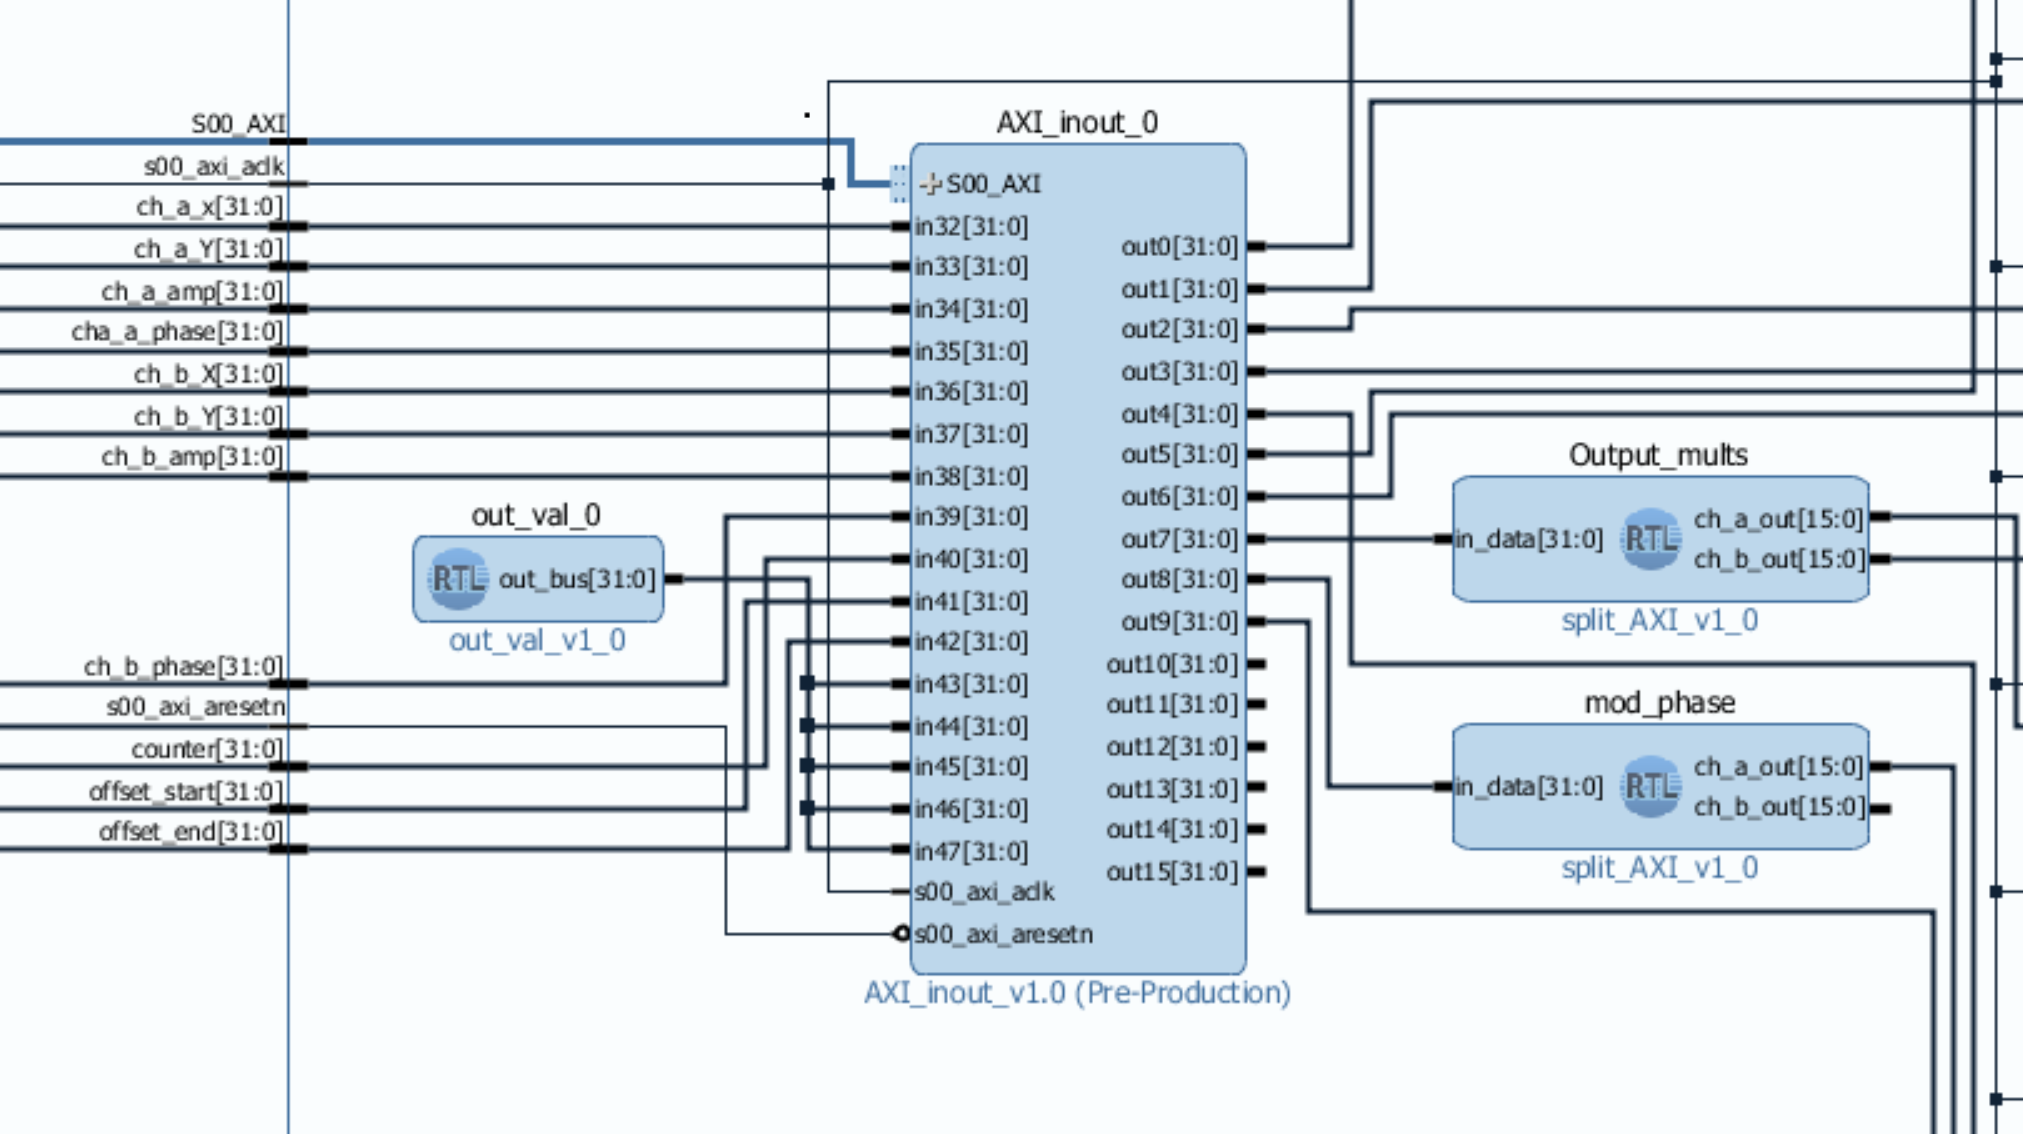 S00_AXI
s00_axi_aclk
ch_a_x[31:0]
ch_a_Y[31:0]
ch_a_amp[31:0]
cha_a_phase[31:0]
ch_b_X[31:0]
ch_b_Y[31:0]
ch_b_amp[31:0]
ch_b_phase[31:0]
s00_axi_aresetn
counter[31:0]
offset_start[31:0]
offset_end[31:0]
out_val_0
RTL
out_bus[31:0]
out_val_v1_0
AXI_inout_0
S00_AXI
in32[31:0]
in33[31:0]
in34[31:0]
in35[31:0]
in36[31:0]
in37[31:0]
in38[31:0]
in39[31:0]
in40[31:0]
in41[31:0]
in42[31:0]
in43[31:0]
in44[31:0]
in45[31:0]
in46[31:0]
in47[31:0]
s00_axi_aclk
s00_axi_aresetn
out0[31:0]
out1[31:0]
out2[31:0]
out3[31:0]
out4[31:0]
out5[31:0]
out6[31:0]
out7[31:0]
out8[31:0]
out9[31:0]
out10[31:0]
out11[31:0]
out12[31:0]
out13[31:0]
out14[31:0]
out15[31:0]
AXI_inout_v1.0 (Pre-Production)
Output_mults
in_data[31:0]
RTL
ch_a_out[15:0]
ch_b_out[15:0]
split_AXI_v1_0
mod_phase
in_data[31:0]
RTL
ch_a_out[15:0]
ch_b_out[15:0]
split_AXI_v1_0